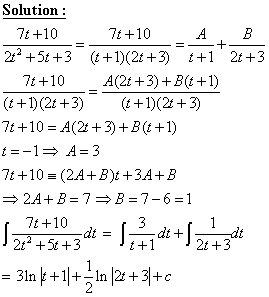 Solution :
(7t+10)/(2t²+5t+3) = (7t+10)/((t+1)(2t+3)) = A/(t+1) + B/(2t+3)
(7t+10)/((t+1)(2t+3)) = (A(2t+3)+B(t+1))/((t+1)(2t+3))
7t+10 = A(2t+3)+B(t+1)
t = −1 ⇒ A = 3
7t+10 ≡ (2A+B)t+3A+B
⇒ 2A+B = 7 ⇒ B = 7−6 = 1
∫ (7t+10)/(2t²+5t+3) dt = ∫ 3/(t+1) dt + ∫ 1/(2t+3) dt
= 3ln|t+1| + 1/2 ln|2t+3| + c